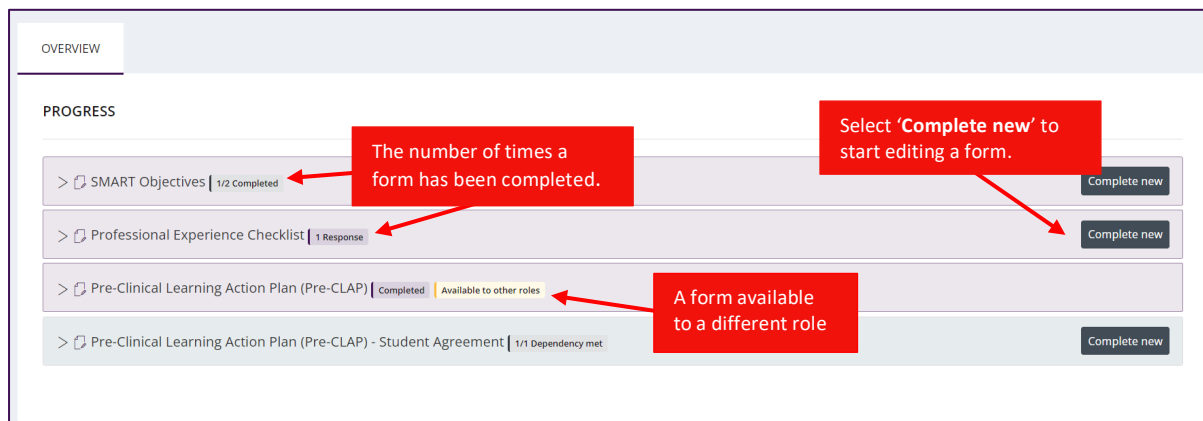 OVERVIEW
PROGRESS
The number of times a
form has been completed.
Select ‘Complete new’ to
start editing a form.
SMART Objectives 1/2 Completed Complete new
Professional Experience Checklist 1 Response Complete new
Pre-Clinical Learning Action Plan (Pre-CLAP) Completed Available to other roles
A form available
to a different role
Pre-Clinical Learning Action Plan (Pre-CLAP) - Student Agreement 1/1 Dependency met Complete new